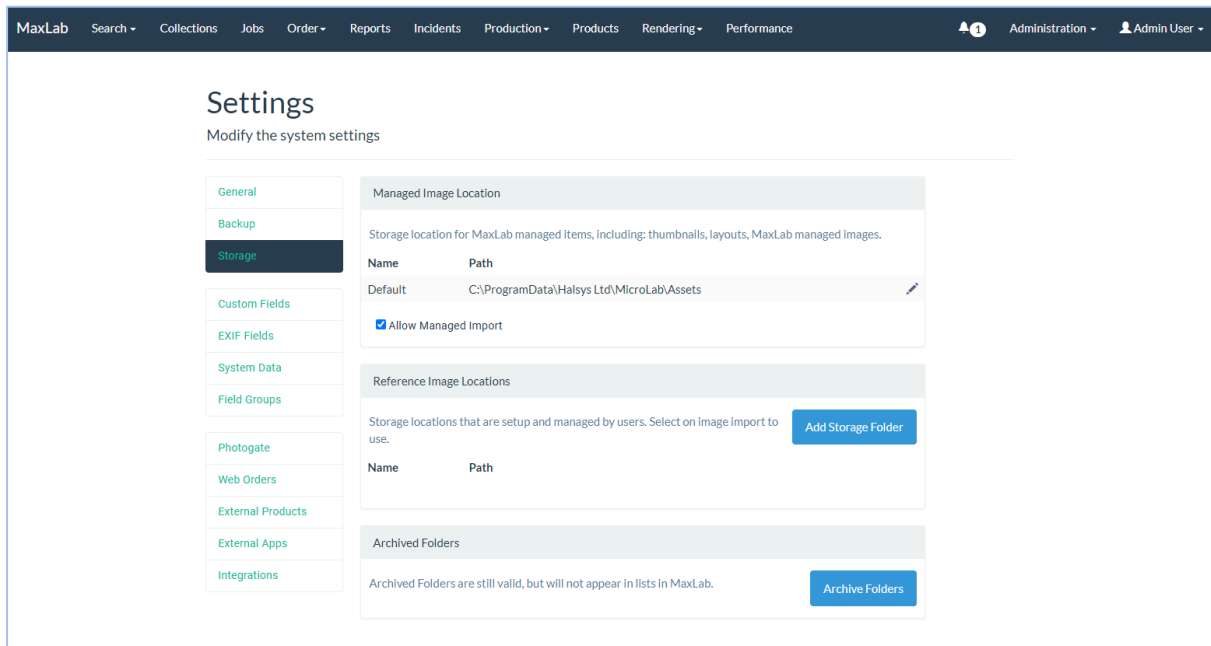 MaxLab Search Collections Jobs Order Reports Incidents Production Products Rendering Performance 1 Administration Admin User
Settings
Modify the system settings
General
Backup
Storage
Custom Fields
EXIF Fields
System Data
Field Groups
Photogate
Web Orders
External Products
External Apps
Integrations
Managed Image Location
Storage location for MaxLab managed items, including: thumbnails, layouts, MaxLab managed images.
Name Path
Default C:\ProgramData\Halsys Ltd\MicroLab\Assets
Allow Managed Import
Reference Image Locations
Storage locations that are setup and managed by users. Select on image import to
use.
Add Storage Folder
Name Path
Archived Folders
Archived Folders are still valid, but will not appear in lists in MaxLab.
Archive Folders